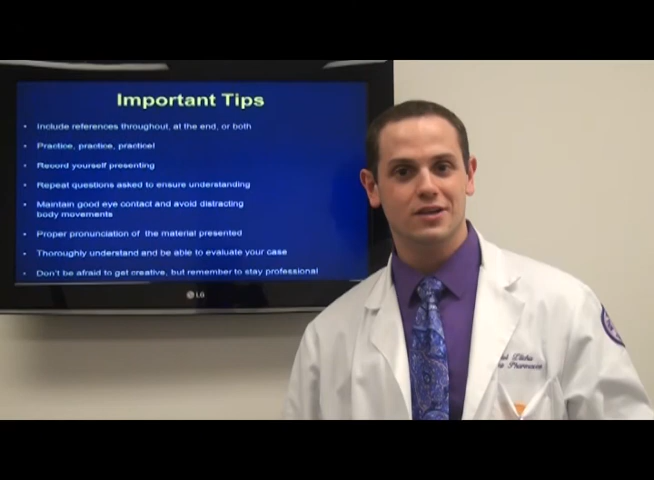 Important Tips
• Include references throughout, at the end, or both
• Practice, practice, practice!
• Record yourself presenting
• Repeat questions asked to ensure understanding
• Maintain good eye contact and avoid distracting
body movements
• Proper pronunciation of the material presented
• Thoroughly understand and be able to evaluate your case
• Don't be afraid to get creative, but remember to stay professional
LG